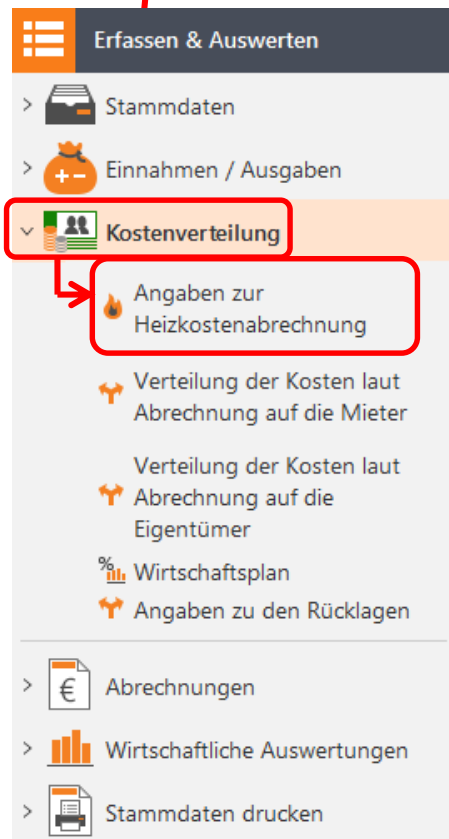 Erfassen & Auswerten
Stammdaten
Einnahmen / Ausgaben
Kostenverteilung
Angaben zur
Heizkostenabrechnung
Verteilung der Kosten laut
Abrechnung auf die Mieter
Verteilung der Kosten laut
Abrechnung auf die
Eigentümer
Wirtschaftsplan
Angaben zu den Rücklagen
Abrechnungen
Wirtschaftliche Auswertungen
Stammdaten drucken